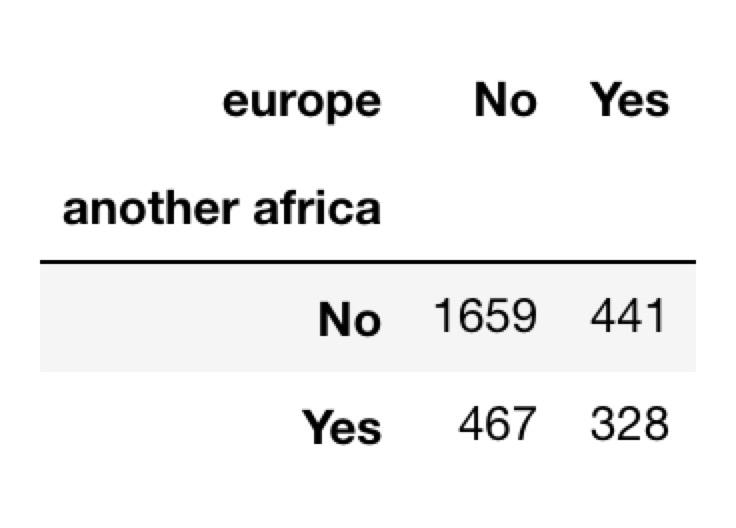 europe No Yes
another africa
No 1659 441
Yes 467 328